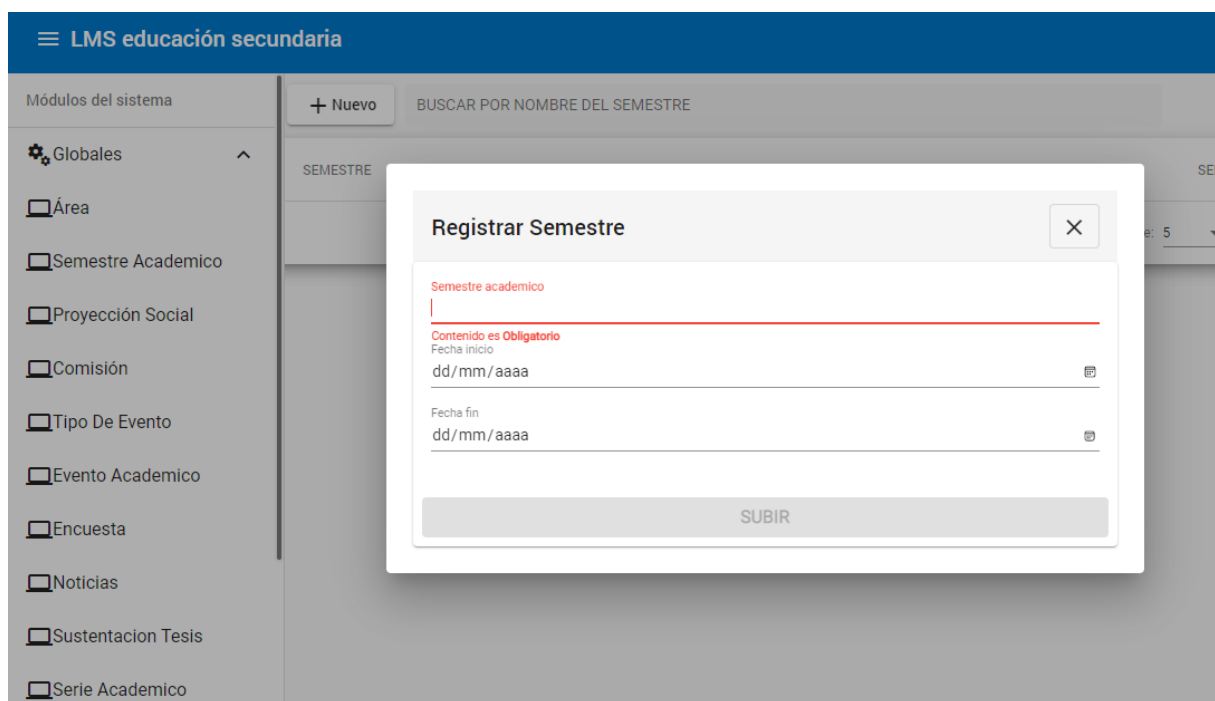 LMS educación secundaria
Módulos del sistema
+ Nuevo
BUSCAR POR NOMBRE DEL SEMESTRE
Globales
SEMESTRE
Área
Semestre Academico
Proyección Social
Comisión
Tipo De Evento
Evento Academico
Encuesta
Noticias
Sustentacion Tesis
Serie Academico
Registrar Semestre
Semestre academico
Contenido es Obligatorio
Fecha inicio
dd/mm/aaaa
Fecha fin
dd/mm/aaaa
SUBIR
SE
e: 5